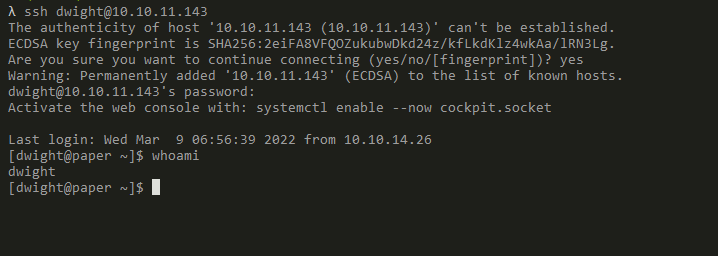 λ ssh dwight@10.10.11.143
The authenticity of host '10.10.11.143 (10.10.11.143)' can't be established.
ECDSA key fingerprint is SHA256:2eiFA8VFQOZukubwDkd24z/kfLkdKlz4wkAa/lRN3Lg.
Are you sure you want to continue connecting (yes/no/[fingerprint])? yes
Warning: Permanently added '10.10.11.143' (ECDSA) to the list of known hosts.
dwight@10.10.11.143's password:
Activate the web console with: systemctl enable --now cockpit.socket
Last login: Wed Mar  9 06:56:39 2022 from 10.10.14.26
[dwight@paper ~]$ whoami
dwight
[dwight@paper ~]$